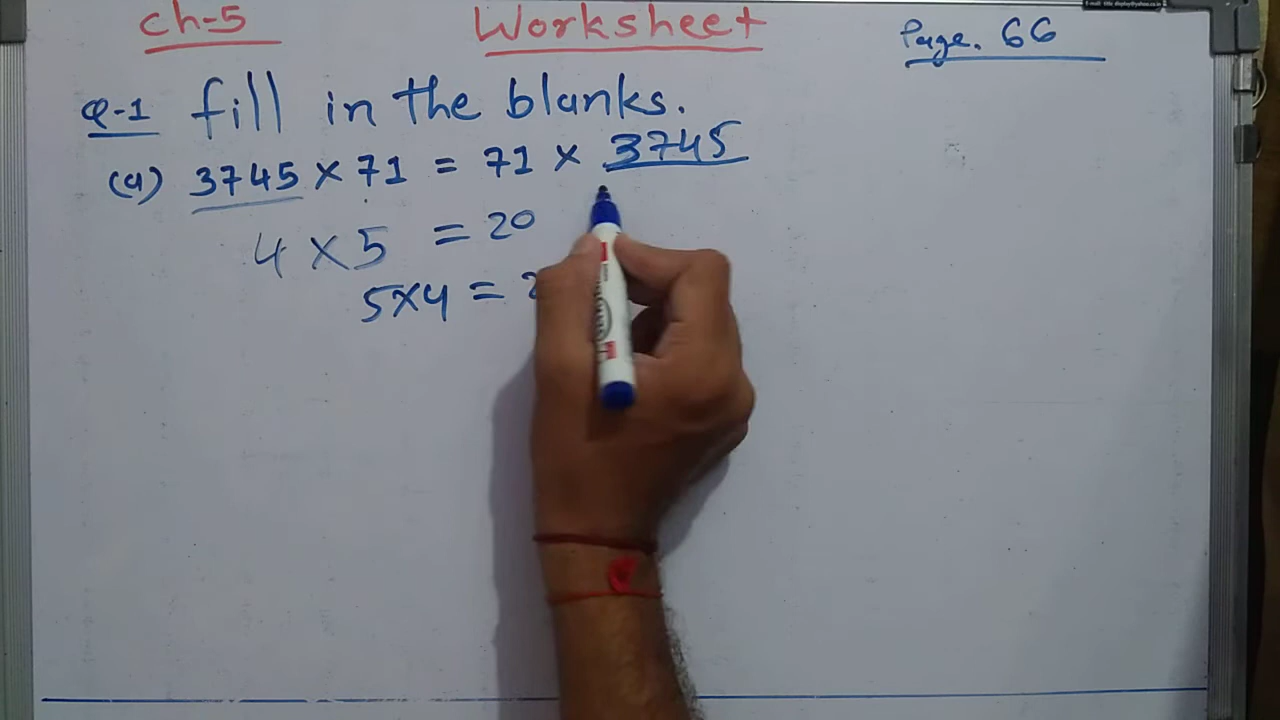 Ch-5 Worksheet Page. 66
Q-1 fill in the blanks.
(a) 3745 × 71 = 71 × 3745
4 × 5 = 20
5×4 =